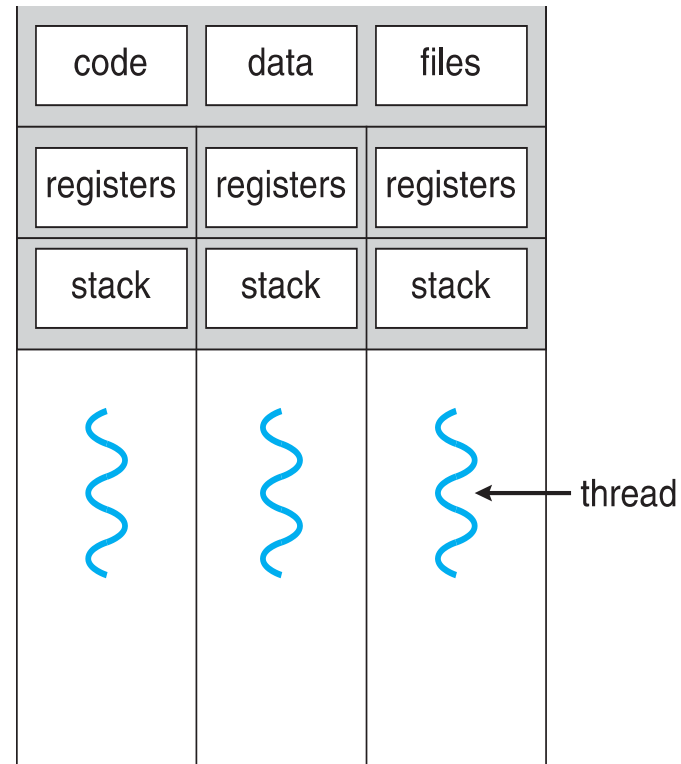 code data files
registers registers registers
stack stack stack
thread